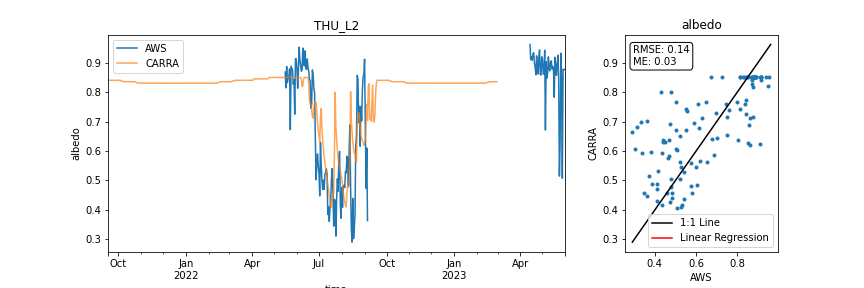 THU_L2
AWS
CARRA
albedo
0.9
0.8
0.7
0.6
0.5
0.4
0.3
Oct
Jan
2022
Apr
Jul
Oct
Jan
2023
Apr
time
albedo
RMSE: 0.14
ME: 0.03
CARRA
0.9
0.8
0.7
0.6
0.5
0.4
0.3
1:1 Line
Linear Regression
0.4
0.6
0.8
AWS